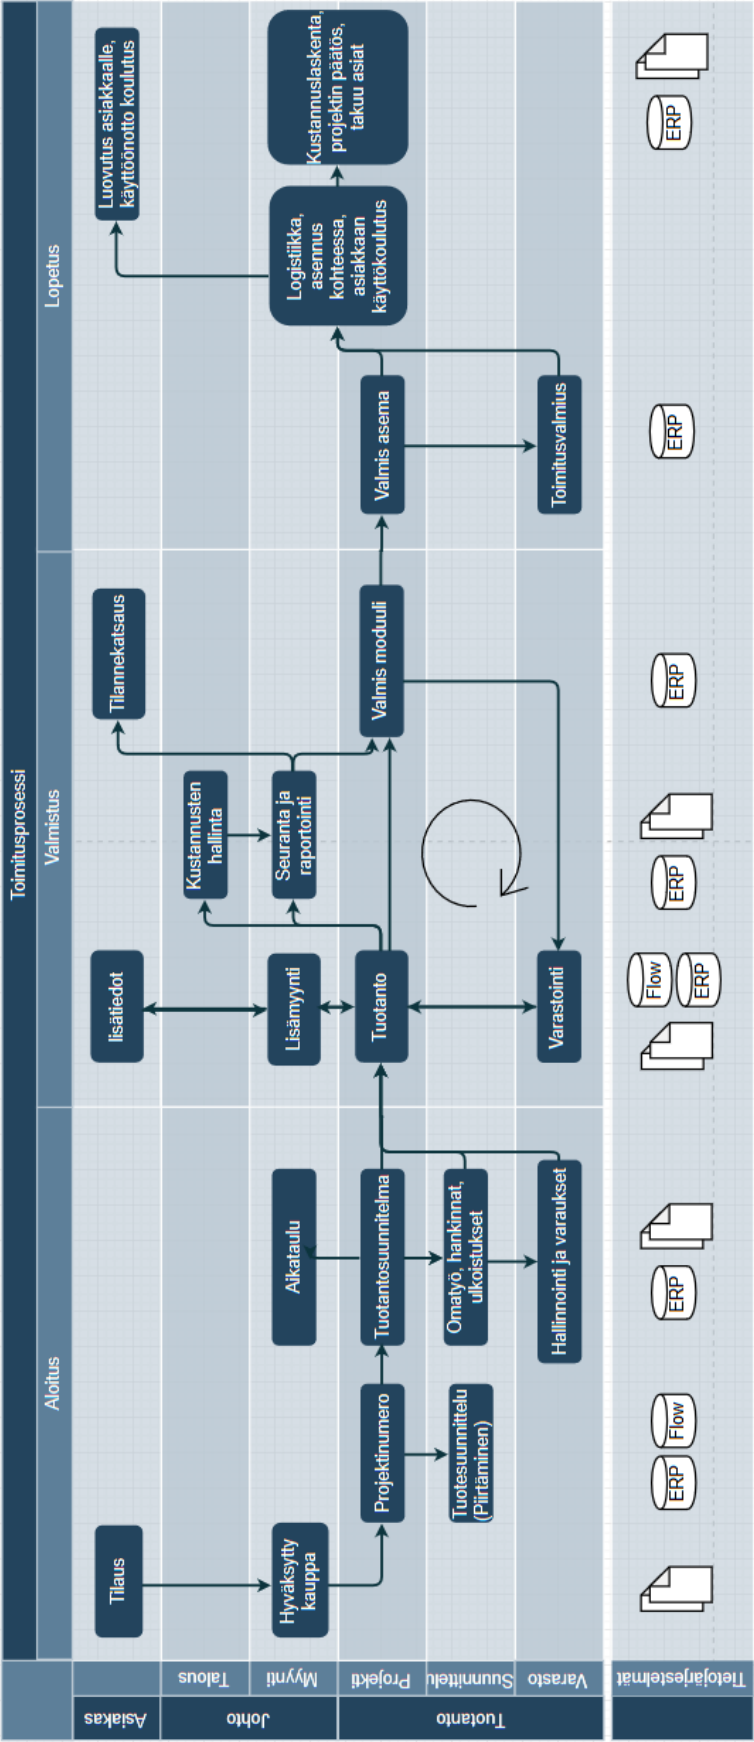 Toimitusprosessi
Aloitus
Valmistus
Lopetus
Asiakas
Johto
Talous
Myynti
Tuotanto
Projekti
Suunnittelu
Varasto
Tietojärjestelmät
Tilaus
lisätiedot
Tilannekatsaus
Luovutus asiakkaalle,
käyttöönotto koulutus
Kustannusten
hallinta
Hyväksytty
kauppa
Aikataulu
Lisämyynti
Seuranta ja
raportointi
Logistiikka,
asennus
kohteessa,
asiakkaan
käyttökoulutus
Kustannuslaskenta,
projektin päätös,
takuu asiat
Projektinumero
Tuotantosuunnitelma
Tuotanto
Valmis moduuli
Valmis asema
Tuotesuunnittelu
(Piirtäminen)
Omatyö, hankinnat,
ulkoistukset
Hallinnointi ja varaukset
Varastointi
Toimitusvalmius
ERP
Flow
ERP
Flow
ERP
ERP
ERP
ERP
ERP